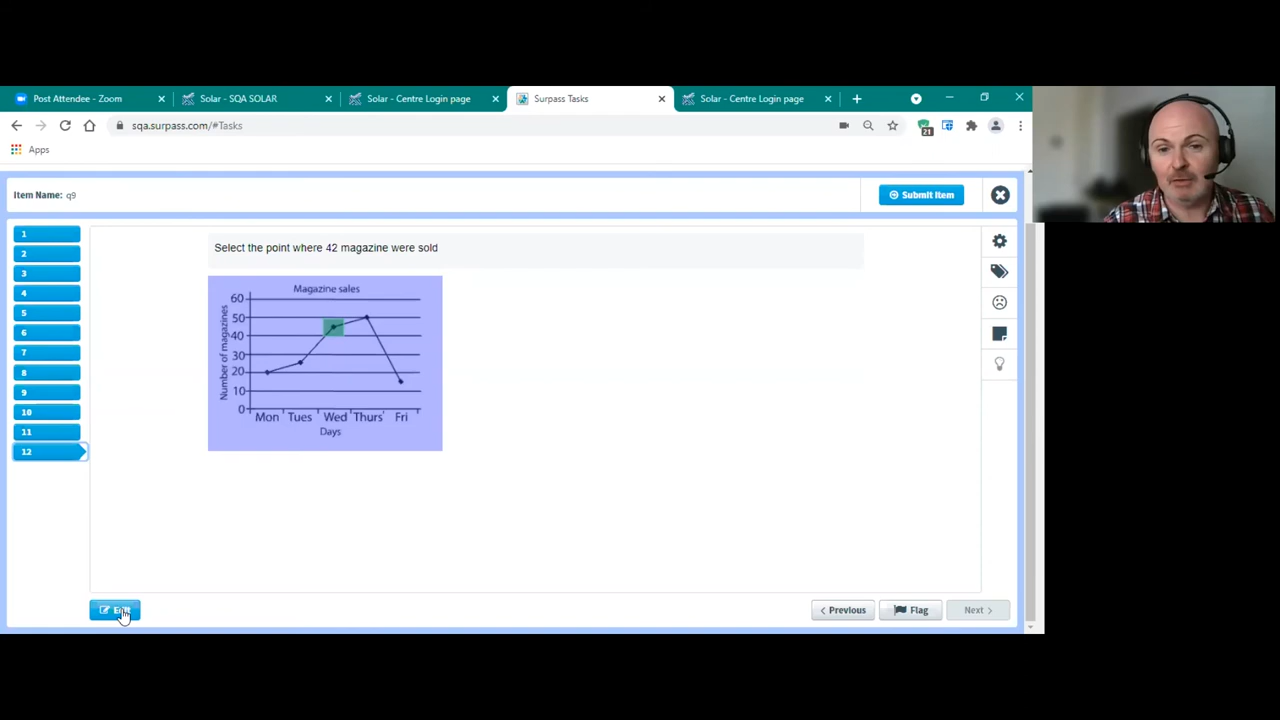 Post Attendee - Zoom
Solar - SQA SOLAR
Solar - Centre Login page
Surpass Tasks
Solar - Centre Login page
sqa.surpass.com/#Tasks
21
Apps
Item Name: q9
Submit Item
1
2
3
4
5
6
7
8
9
10
11
12
Select the point where 42 magazine were sold
Magazine sales
Number of magazines
60
50
40
30
20
10
0
Mon Tues Wed Thurs Fri
Days
Edit
Previous
Flag
Next